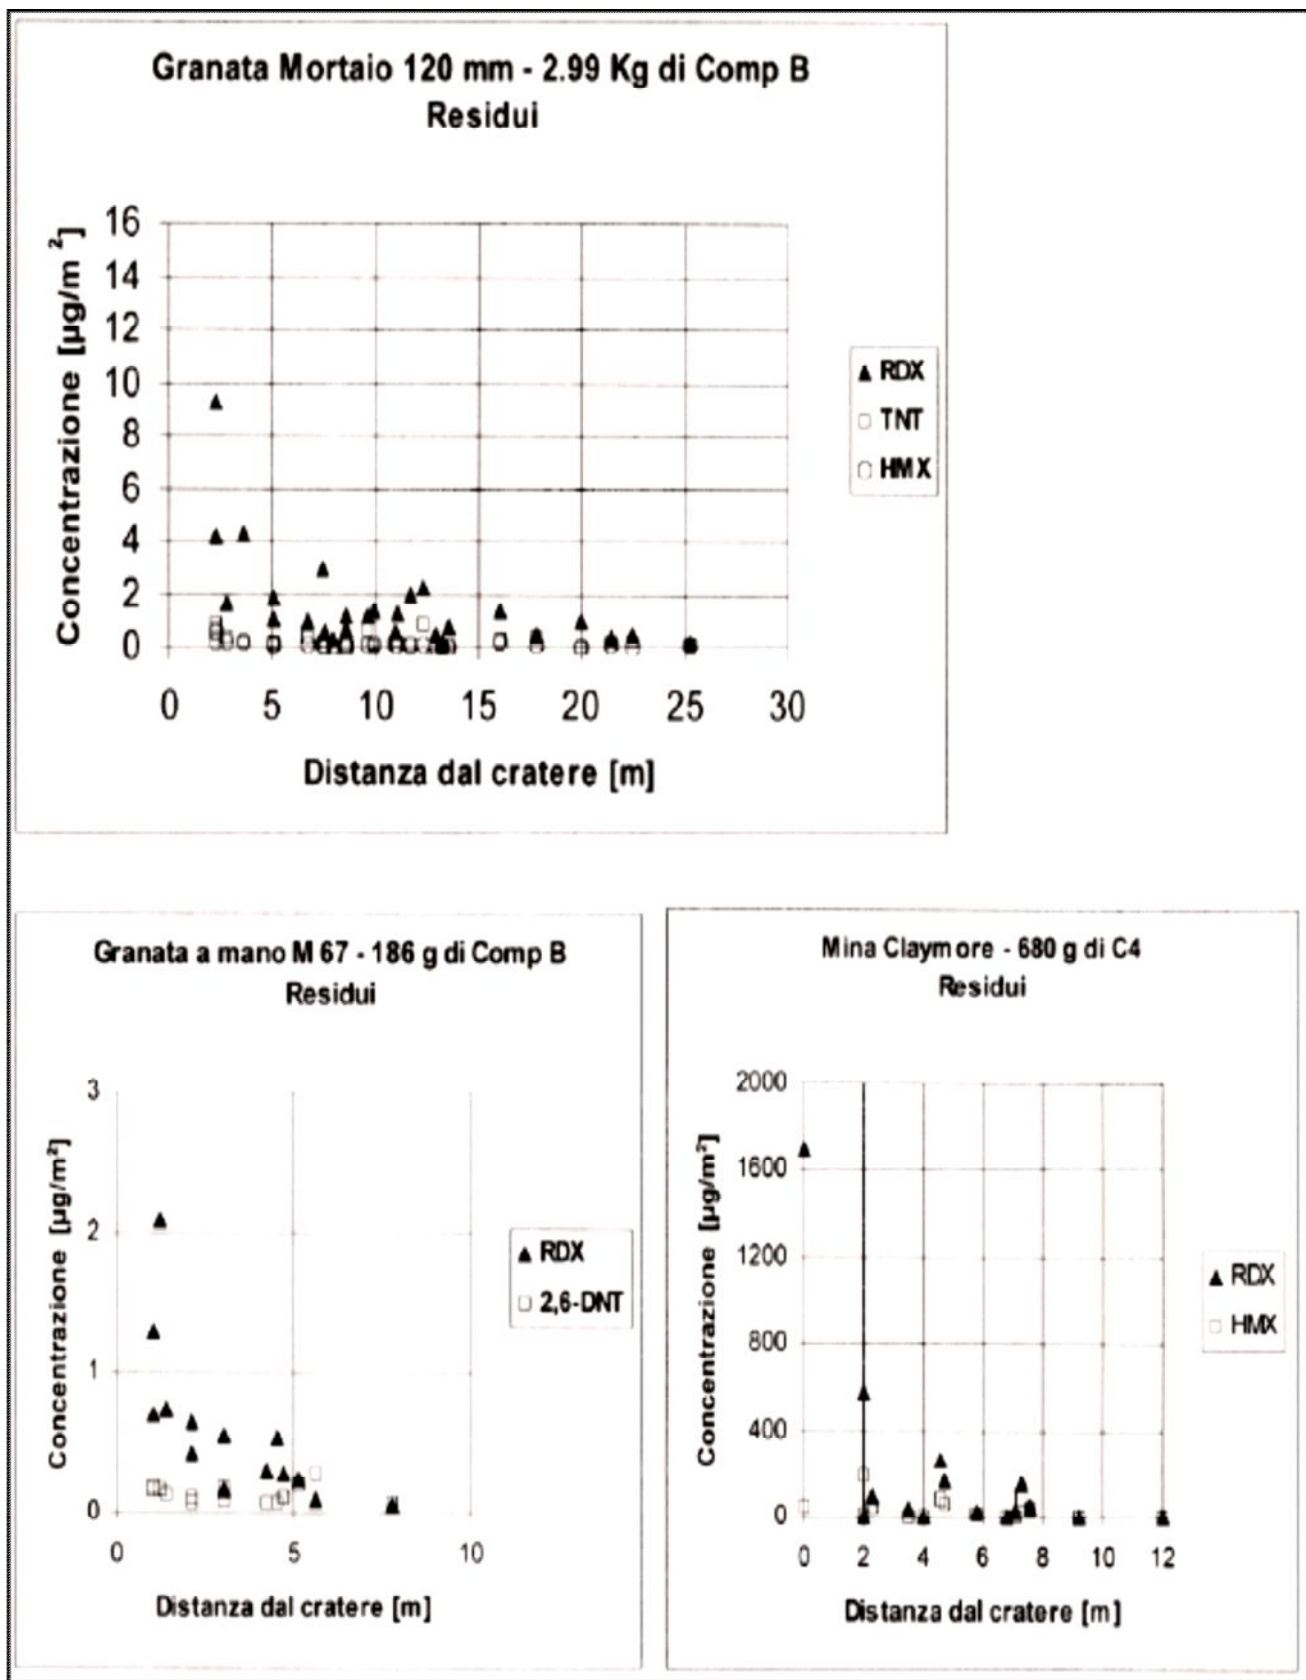 Granata Mortaio 120 mm - 2.99 Kg di Comp B
Residui
Concentrazione [µg/m²]
16
14
12
10
8
6
4
2
0
0 5 10 15 20 25 30
Distanza dal cratere [m]
RDX
TNT
HMX
Granata a mano M 67 - 186 g di Comp B
Residui
Concentrazione [µg/m²]
3
2
1
0
0 5 10
Distanza dal cratere [m]
RDX
2,6-DNT
Mina Claymore - 680 g di C4
Residui
Concentrazione [µg/m²]
2000
1600
1200
800
400
0
0 2 4 6 8 10 12
Distanza dal cratere [m]
RDX
HMX